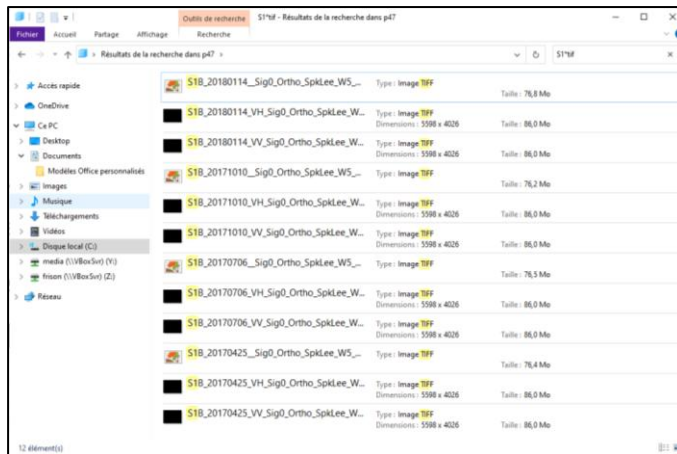 Outils de recherche S1*tif - Résultats de la recherche dans p47
Fichier Accueil Partage Affichage Recherche
Résultats de la recherche dans p47 S1*tif
Accès rapide
OneDrive
Ce PC
Desktop
Documents
Modèles Office personnalisés
Images
Musique
Téléchargements
Vidéos
Disque local (C:)
media (\\VBoxSvr) (Y:)
frison (\\VBoxSvr) (Z:)
Réseau
S1B_20180114__Sig0_Ortho_SpkLee_W5_... Type : Image TIFF
Taille : 76,8 Mo
S1B_20180114_VH_Sig0_Ortho_SpkLee_W... Type : Image TIFF
Dimensions : 5598 x 4026 Taille : 86,0 Mo
S1B_20180114_VV_Sig0_Ortho_SpkLee_W... Type : Image TIFF
Dimensions : 5598 x 4026 Taille : 86,0 Mo
S1B_20171010__Sig0_Ortho_SpkLee_W5_... Type : Image TIFF
Taille : 76,2 Mo
S1B_20171010_VH_Sig0_Ortho_SpkLee_W... Type : Image TIFF
Dimensions : 5598 x 4026 Taille : 86,0 Mo
S1B_20171010_VV_Sig0_Ortho_SpkLee_W... Type : Image TIFF
Dimensions : 5598 x 4026 Taille : 86,0 Mo
S1B_20170706__Sig0_Ortho_SpkLee_W5_... Type : Image TIFF
Taille : 76,5 Mo
S1B_20170706_VH_Sig0_Ortho_SpkLee_W... Type : Image TIFF
Dimensions : 5598 x 4026 Taille : 86,0 Mo
S1B_20170706_VV_Sig0_Ortho_SpkLee_W... Type : Image TIFF
Dimensions : 5598 x 4026 Taille : 86,0 Mo
S1B_20170425__Sig0_Ortho_SpkLee_W5_... Type : Image TIFF
Taille : 76,4 Mo
S1B_20170425_VH_Sig0_Ortho_SpkLee_W... Type : Image TIFF
Dimensions : 5598 x 4026 Taille : 86,0 Mo
S1B_20170425_VV_Sig0_Ortho_SpkLee_W... Type : Image TIFF
Dimensions : 5598 x 4026 Taille : 86,0 Mo
12 élément(s)